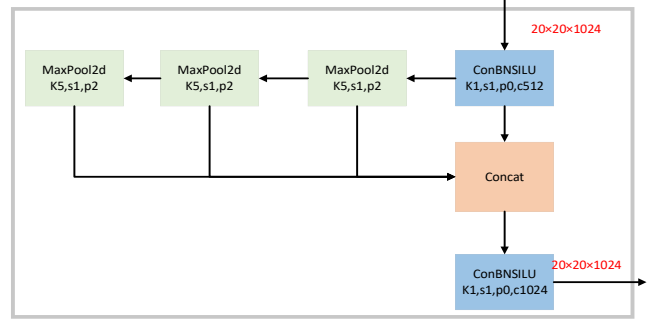 20×20×1024
MaxPool2d
K5,s1,p2
MaxPool2d
K5,s1,p2
MaxPool2d
K5,s1,p2
ConBNSILU
K1,s1,p0,c512
Concat
ConBNSILU
K1,s1,p0,c1024
20×20×1024